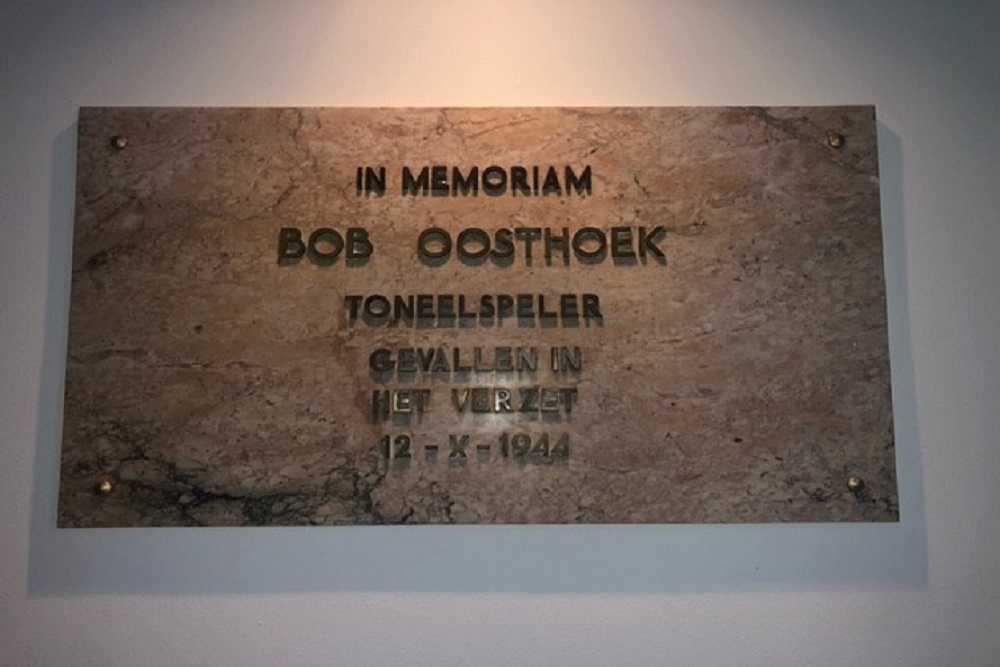 IN MEMORIAM
BOB OOSTHOEK
TONEELSPELER
GEVALLEN IN
HET VERZET
12 - X - 1944